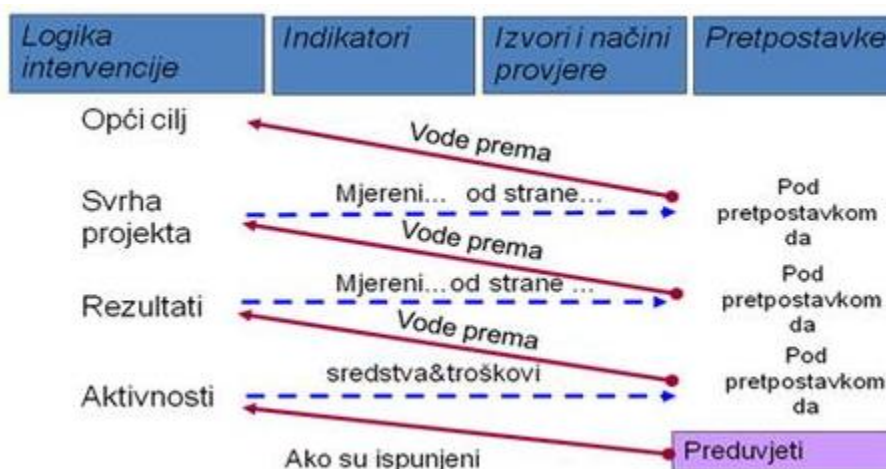 Logika
intervencije
Indikatori
Izvori i načini
provjere
Pretpostavke
Opći cilj
Vode prema
Svrha
projekta
Mjereni... od strane...
Pod
pretpostavkom
da
Vode prema
Rezultati
Mjereni...od strane ...
Pod
pretpostavkom
da
Vode prema
Aktivnosti
sredstva&troškovi
Pod
pretpostavkom
da
Ako su ispunjeni
Preduvjeti